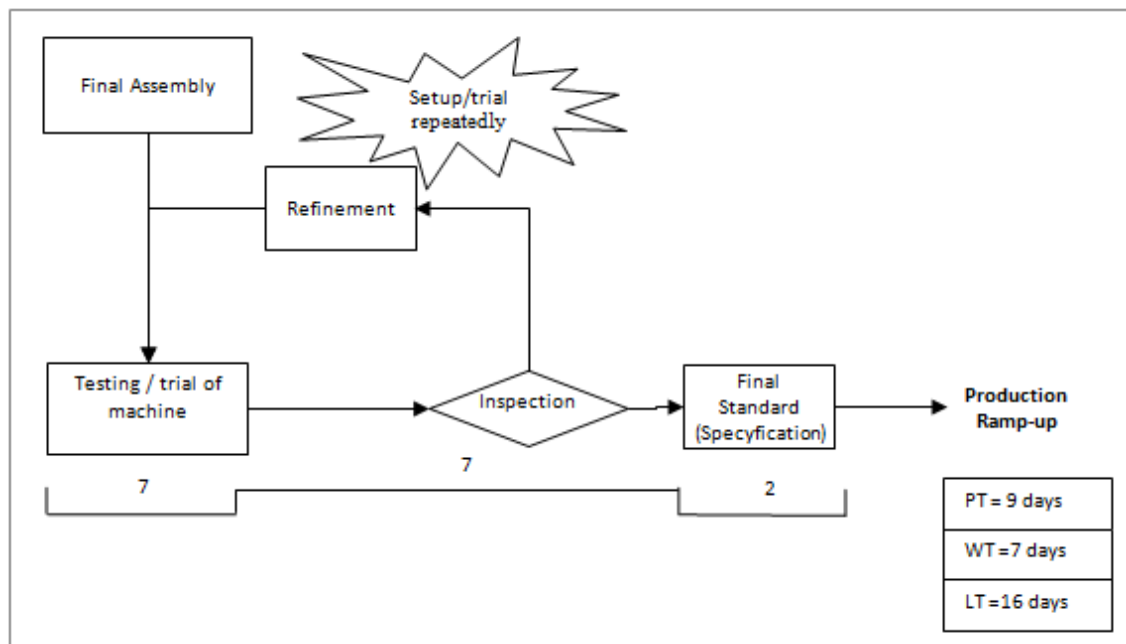 Final Assembly
Setup/trial
repeatedly
Refinement
Testing / trial of
machine
Inspection
Final
Standard
(Specyfication)
Production
Ramp-up
7
7
2
PT= 9 days
WT=7 days
LT=16 days